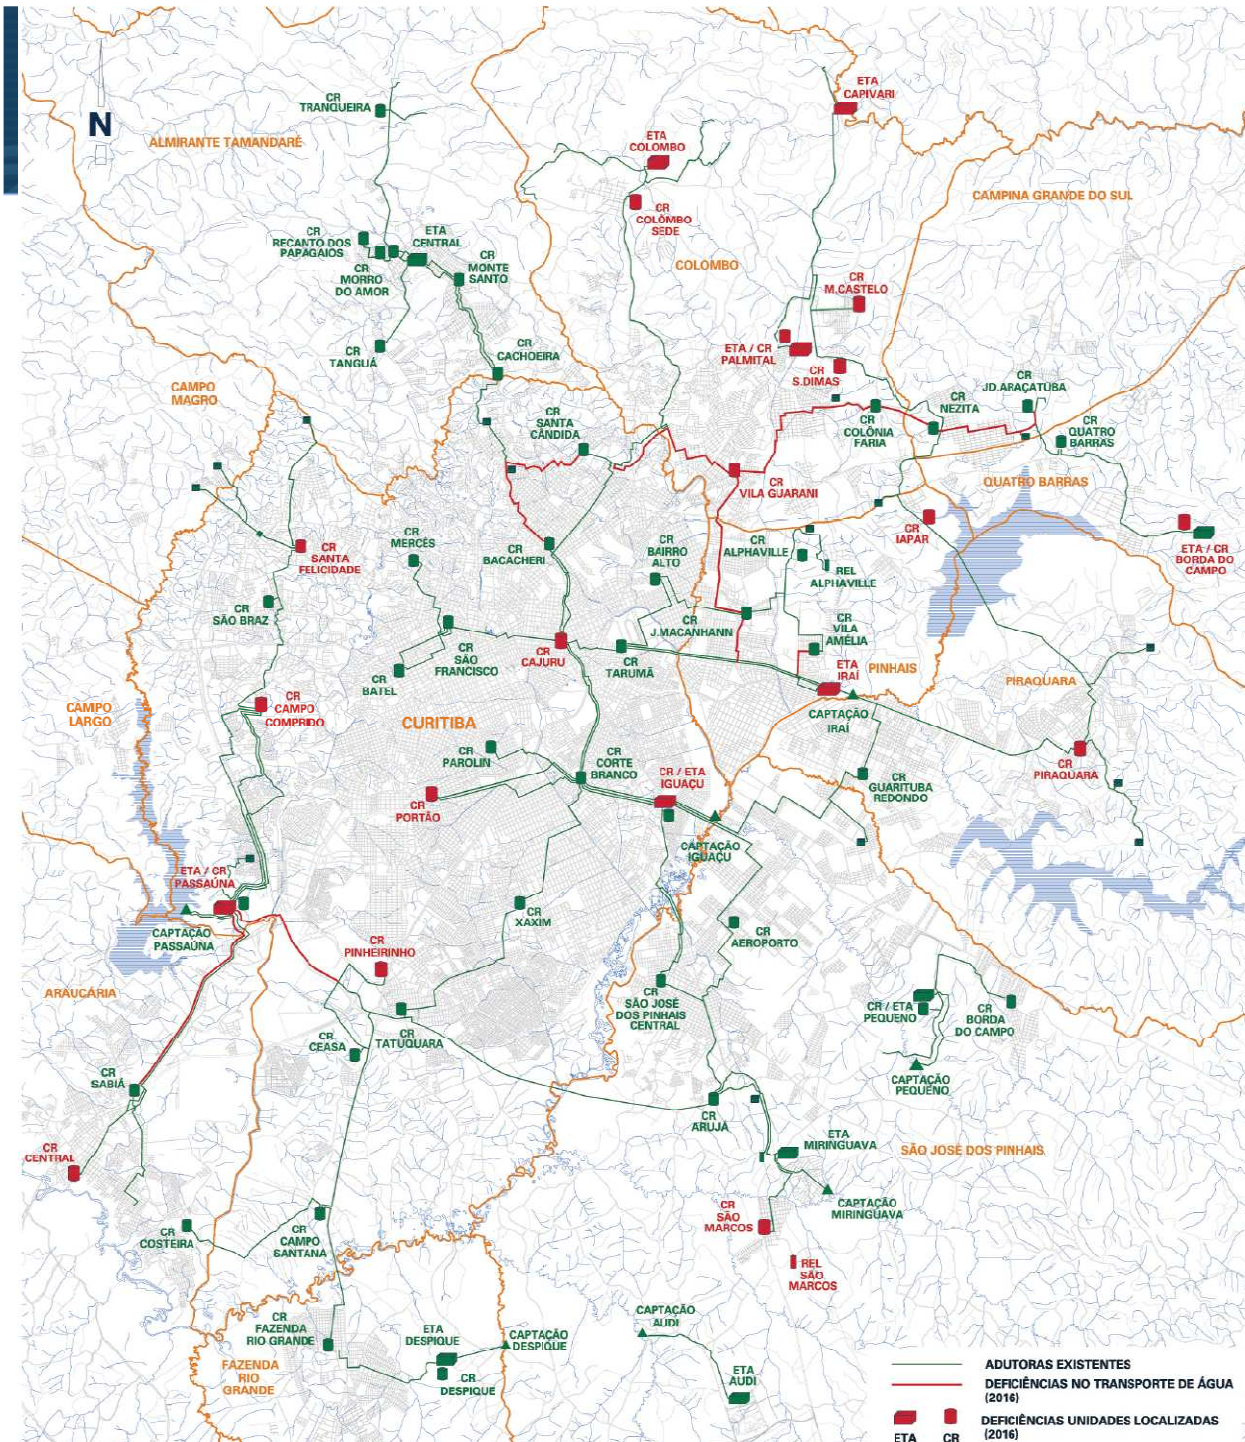 ETA
CAPIVARI
CR
TRANQUEIRA
N
ALMIRANTE TAMANDARÉ
ETA
COLOMBO
CAMPINA GRANDE DO SUL
CR
COLOMBO
SEDE
CR
RECANTO DOS
PAPAGAIOS
ETA
CENTRAL
CR
MONTE
SANTO
CR
MORRO
DO AMOR
COLOMBO
CR
M.CASTELO
CR
TANGUÁ
CR
CACHOEIRA
ETA / CR
PALMITAL
CR
S.DIMAS
CAMPO
MAGRO
CR
JD.ARAÇATUBA
CR
NEZITA
CR
SANTA
CÂNDIDA
CR
COLÔNIA
FARIA
CR
QUATRO
BARRAS
CR
VILA GUARANI
QUATRO BARRAS
CR
IAPAR
CR
MERCÊS
CR
SANTA
FELICIDADE
CR
BACACHERI
CR
BAIRRO
ALTO
CR
ALPHAVILLE
REL
ALPHAVILLE
ETA / CR
BORDA DO
CAMPO
CR
SÃO BRAZ
CR
SÃO
FRANCISCO
CR
CAJURU
CR
TARUMÃ
CR
J.MACANHANN
CR
VILA
AMÉLIA
CR
BATEL
ETA
IRAÍ
PINHAIS
PIRAQUARA
CAMPO
LARGO
CR
CAMPO
COMPRIDO
CURITIBA
CAPTAÇÃO
IRAÍ
CR
PAROLIN
CR
CORTE
BRANCO
CR / ETA
IGUAÇU
CR
PIRAQUARA
CR
GUARITUBA
REDONDO
CR
PORTÃO
CAPTAÇÃO
IGUAÇU
ETA / CR
PASSAÚNA
CR
XAXIM
CAPTAÇÃO
PASSAÚNA
CR
AEROPORTO
CR
PINHEIRINHO
ARAUCÁRIA
CR
SÃO JOSÉ
DOS PINHAIS
CENTRAL
CR / ETA
PEQUENO
CR
BORDA
DO CAMPO
CR
CEASA
CR
TATUQUARA
CR
SABIÁ
CAPTAÇÃO
PEQUENO
CR
ARUJÁ
ETA
MIRINGUAVA
CR
CENTRAL
SÃO JOSÉ DOS PINHAIS
CAPTAÇÃO
MIRINGUAVA
CR
SÃO
MARCOS
CR
COSTEIRA
CR
CAMPO
SANTANA
REL
SÃO
MARCOS
CR
FAZENDA
RIO GRANDE
ETA
DESPIQUE
CAPTAÇÃO
DESPIQUE
CAPTAÇÃO
AUDI
FAZENDA
RIO
GRANDE
CR
DESPIQUE
ETA
AUDI
ADUTORAS EXISTENTES
DEFICIÊNCIAS NO TRANSPORTE DE ÁGUA
(2016)
DEFICIÊNCIAS UNIDADES LOCALIZADAS
(2016)
ETA CR